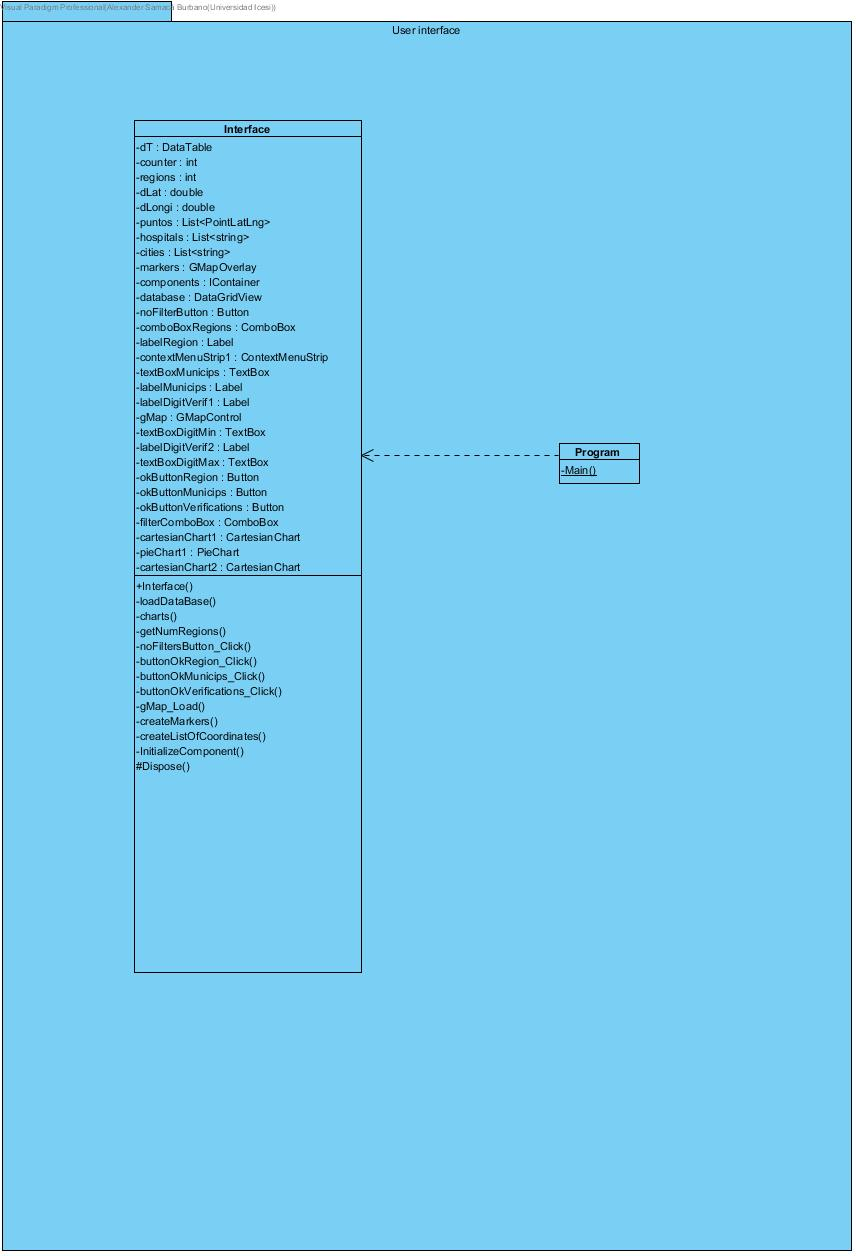 Visual Paradigm Professional(Alexander Samaca Burbano(Universidad Icesi))
User interface
Interface
-dT : DataTable
-counter : int
-regions : int
-dLat : double
-dLongi : double
-puntos : List<PointLatLng>
-hospitals : List<string>
-cities : List<string>
-markers : GMapOverlay
-components : IContainer
-database : DataGridView
-noFilterButton : Button
-comboBoxRegions : ComboBox
-labelRegion : Label
-contextMenuStrip1 : ContextMenuStrip
-textBoxMunicips : TextBox
-labelMunicips : Label
-labelDigitVerif1 : Label
-gMap : GMapControl
-textBoxDigitMin : TextBox
-labelDigitVerif2 : Label
-textBoxDigitMax : TextBox
-okButtonRegion : Button
-okButtonMunicips : Button
-okButtonVerifications : Button
-filterComboBox : ComboBox
-cartesianChart1 : CartesianChart
-pieChart1 : PieChart
-cartesianChart2 : CartesianChart
+Interface()
-loadDataBase()
-charts()
-getNumRegions()
-noFiltersButton_Click()
-buttonOkRegion_Click()
-buttonOkMunicips_Click()
-buttonOkVerifications_Click()
-gMap_Load()
-createMarkers()
-createListOfCoordinates()
-InitializeComponent()
#Dispose()
Program
-Main()